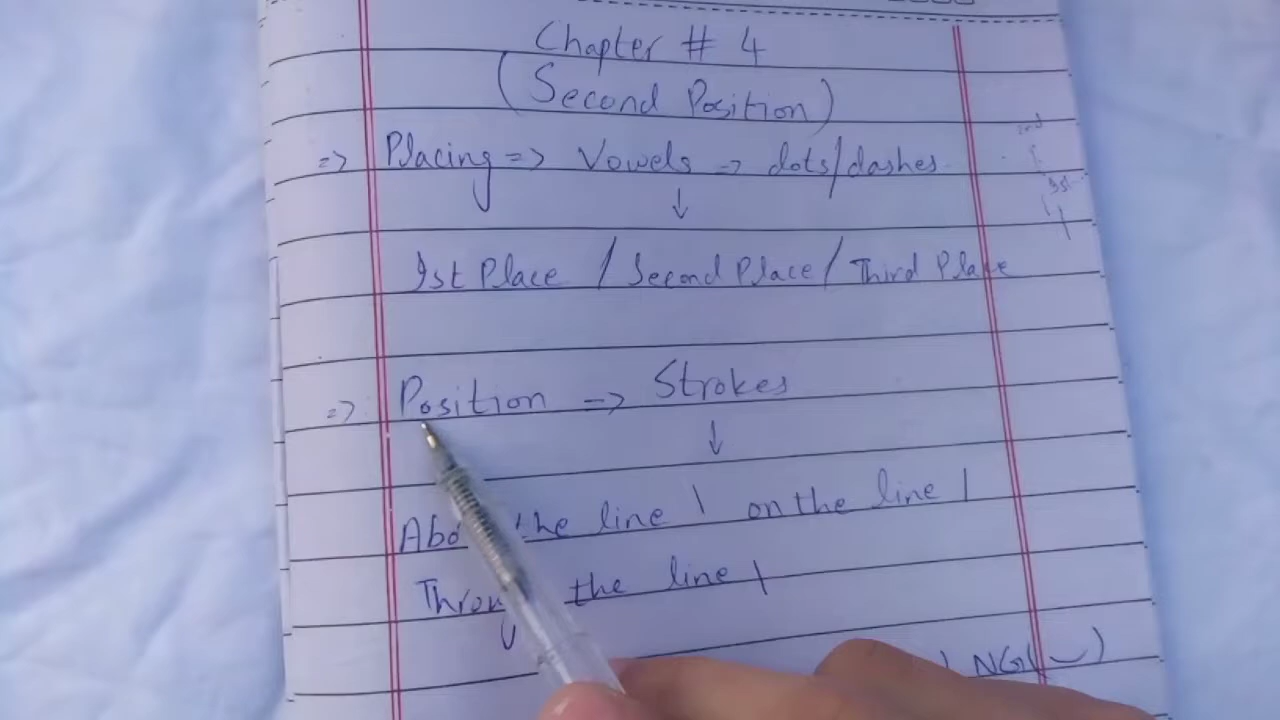 Chapter # 4
(Second Position)
=> Placing => Vowels => dots/dashes
↓
1st Place / Second Place / Third Place
=> Position => Strokes
↓
the line \ on the line |
the line \
NG(‿)